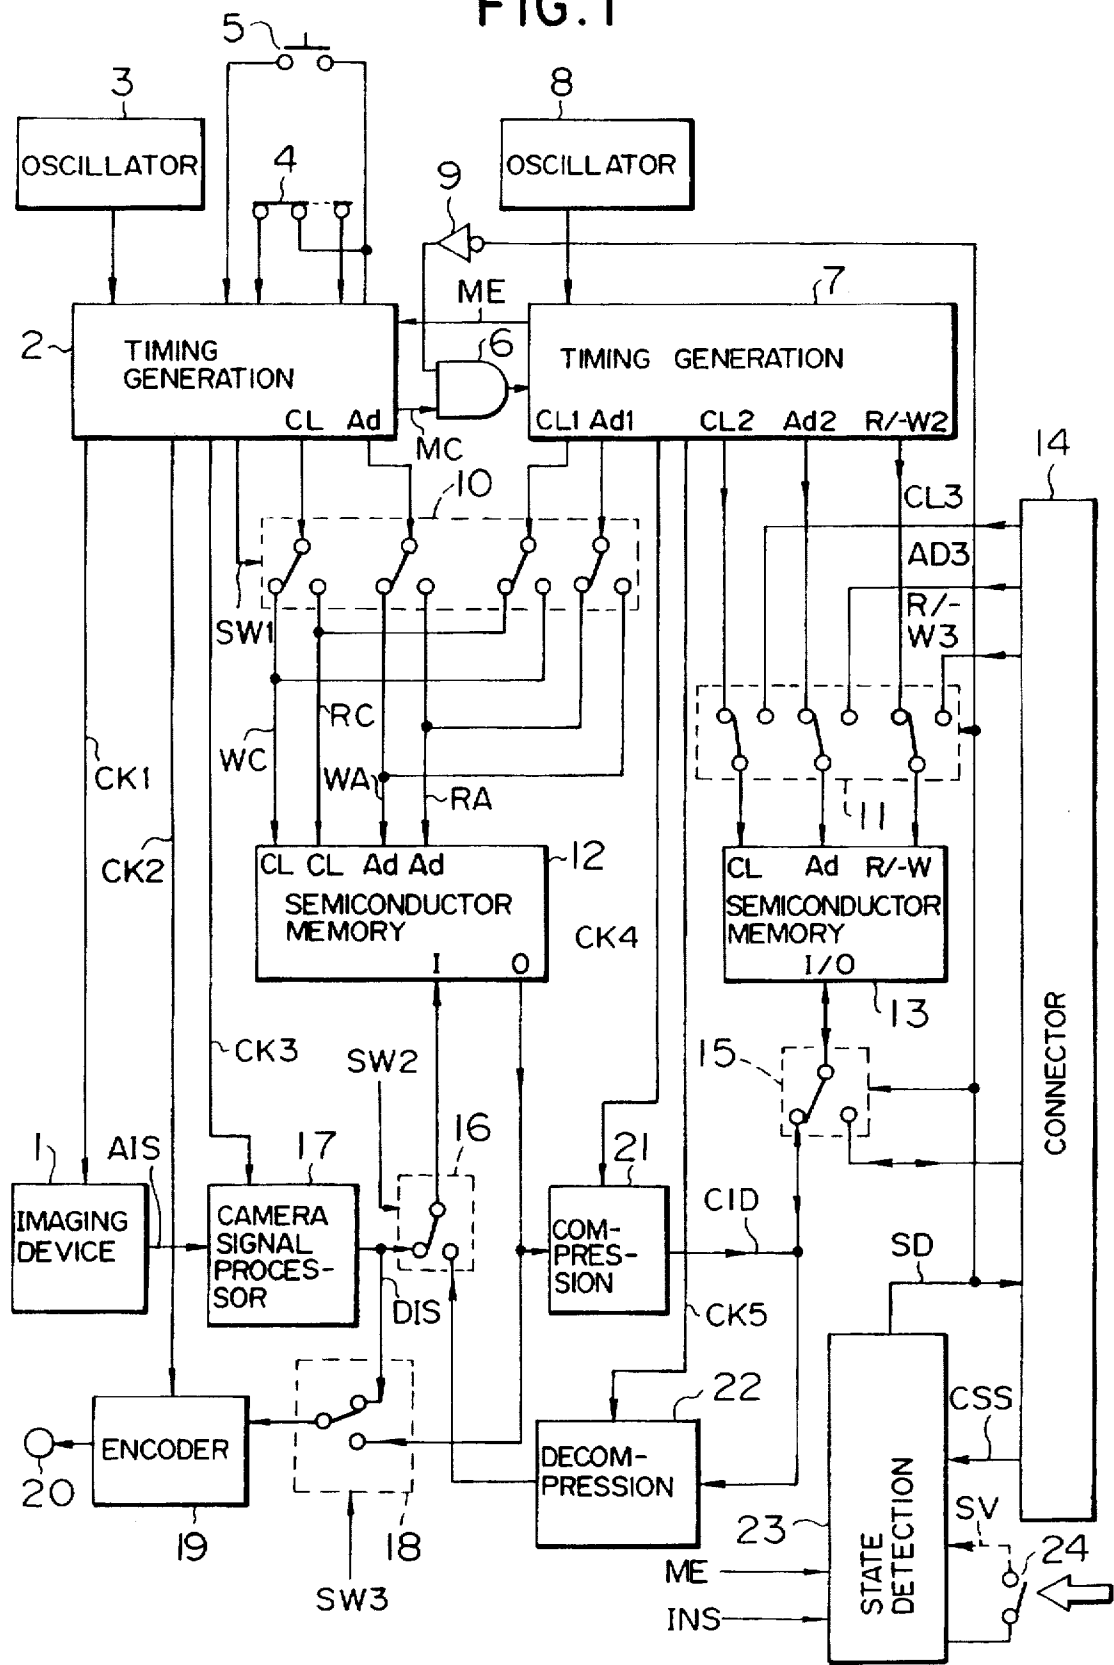 FIG. 1
5
3
8
OSCILLATOR
OSCILLATOR
4
9
ME
7
2
TIMING
GENERATION
6
TIMING GENERATION
CL Ad
MC
CL1 Ad1
CL2 Ad2 R/-W2
14
10
CL3
AD3
R/-
W3
SW1
RC
WC
WA
RA
CK1
11
CK2
CL CL Ad Ad
12
CL Ad R/-W
SEMICONDUCTOR
MEMORY
SEMICONDUCTOR
MEMORY
CK4
I O
I/O
13
CONNECTOR
CK3
SW2
15
1
AIS
17
16
21
IMAGING
DEVICE
CAMERA
SIGNAL
PROCES-
SOR
COM-
PRES-
SION
CID
SD
DIS
CK5
22
CSS
ENCODER
DECOM-
PRESSION
20
19
18
23
SV
24
STATE
DETECTION
ME
SW3
INS